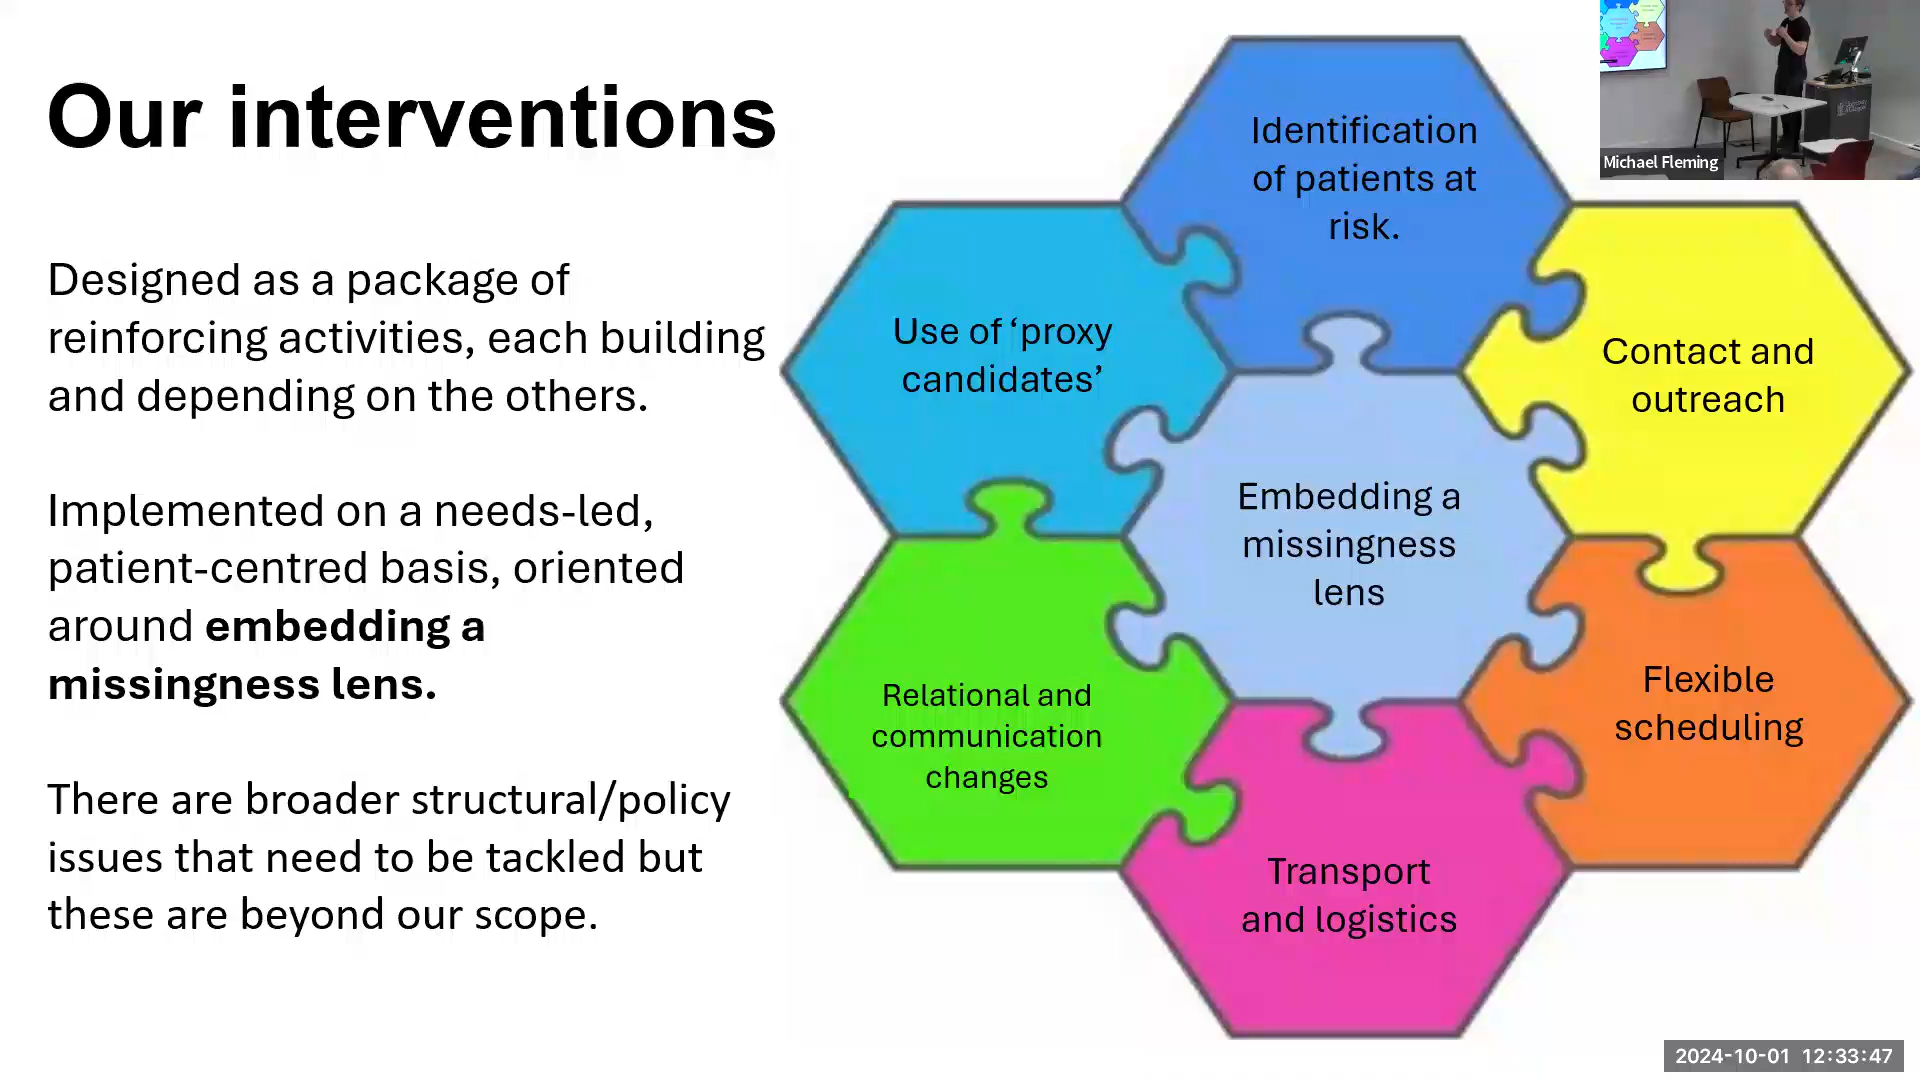 Our interventions
Designed as a package of
reinforcing activities, each building
and depending on the others.
Implemented on a needs-led,
patient-centred basis, oriented
around embedding a
missingness lens.
There are broader structural/policy
issues that need to be tackled but
these are beyond our scope.
Identification
of patients at
risk.
Use of ‘proxy
candidates’
Contact and
outreach
Embedding a
missingness
lens
Relational and
communication
changes
Flexible
scheduling
Transport
and logistics
Michael Fleming
2024-10-01 12:33:47